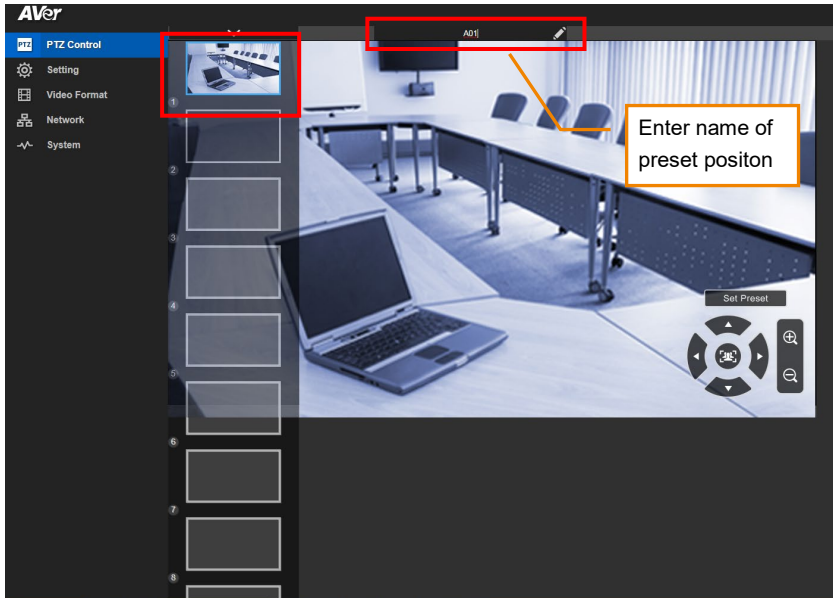 AVer
PTZ PTZ Control
Setting
Video Format
Network
System
A01
1
2
3
4
5
6
7
8
Enter name of
preset positon
Set Preset